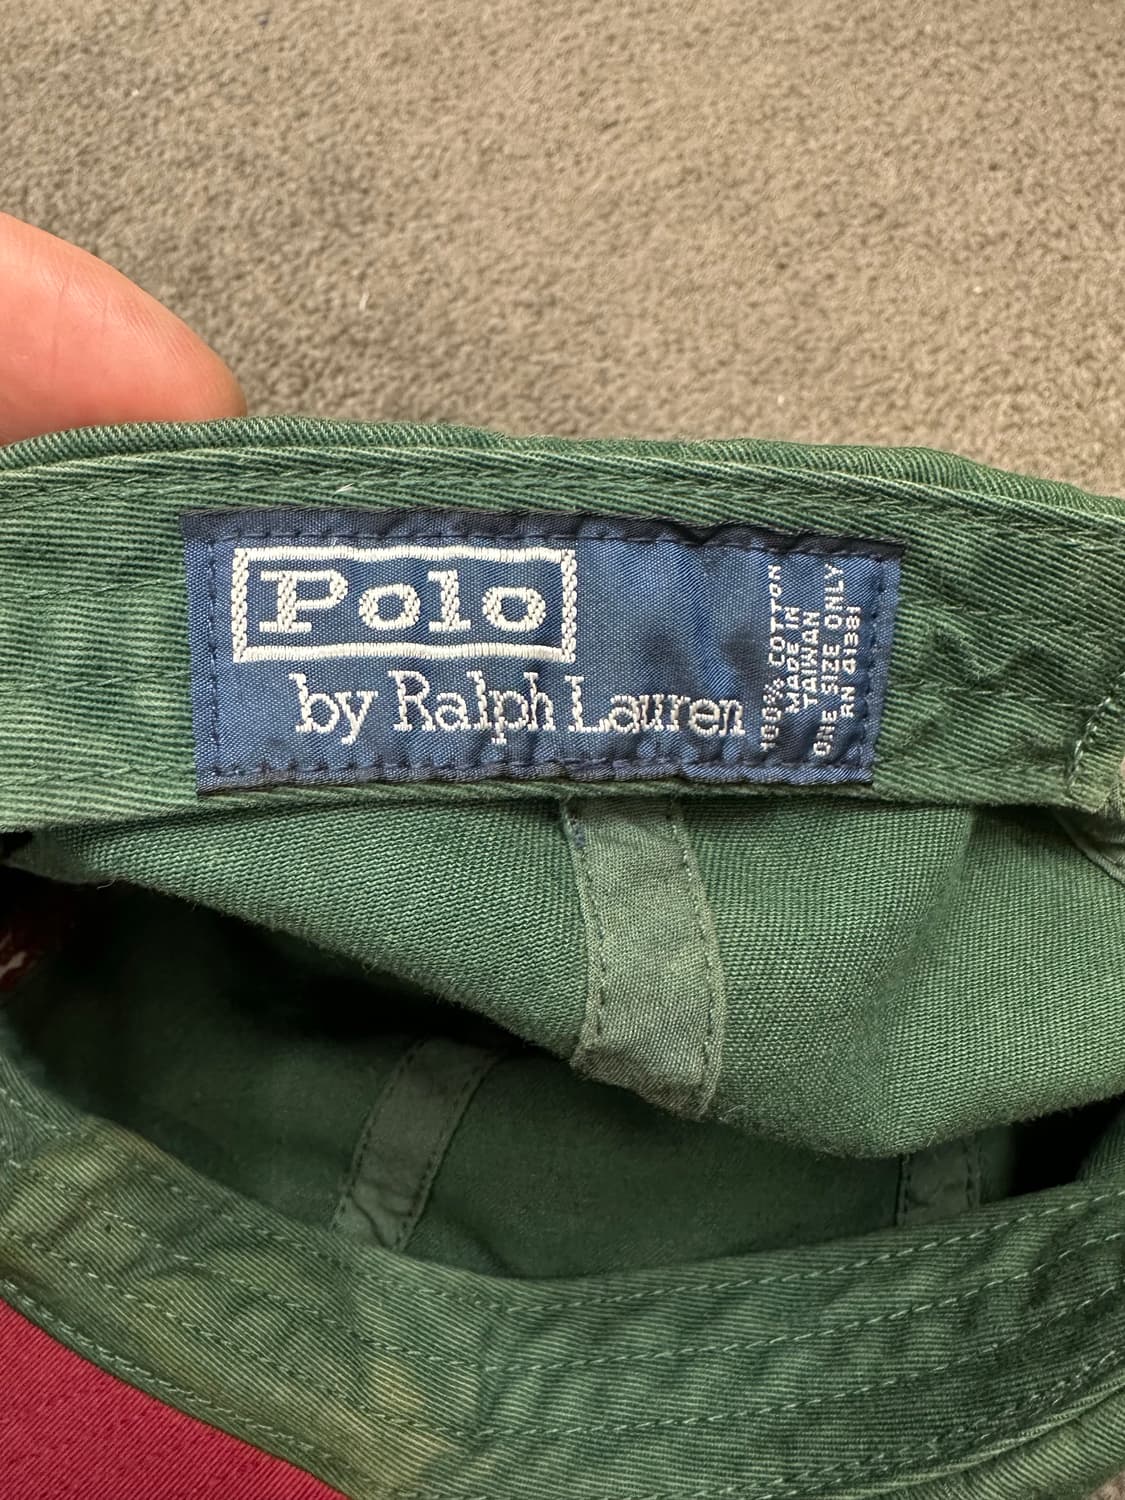 Polo
by Ralph Lauren
100% COTTON
MADE IN
TAIWAN
ONE SIZE ONLY
RN 41381